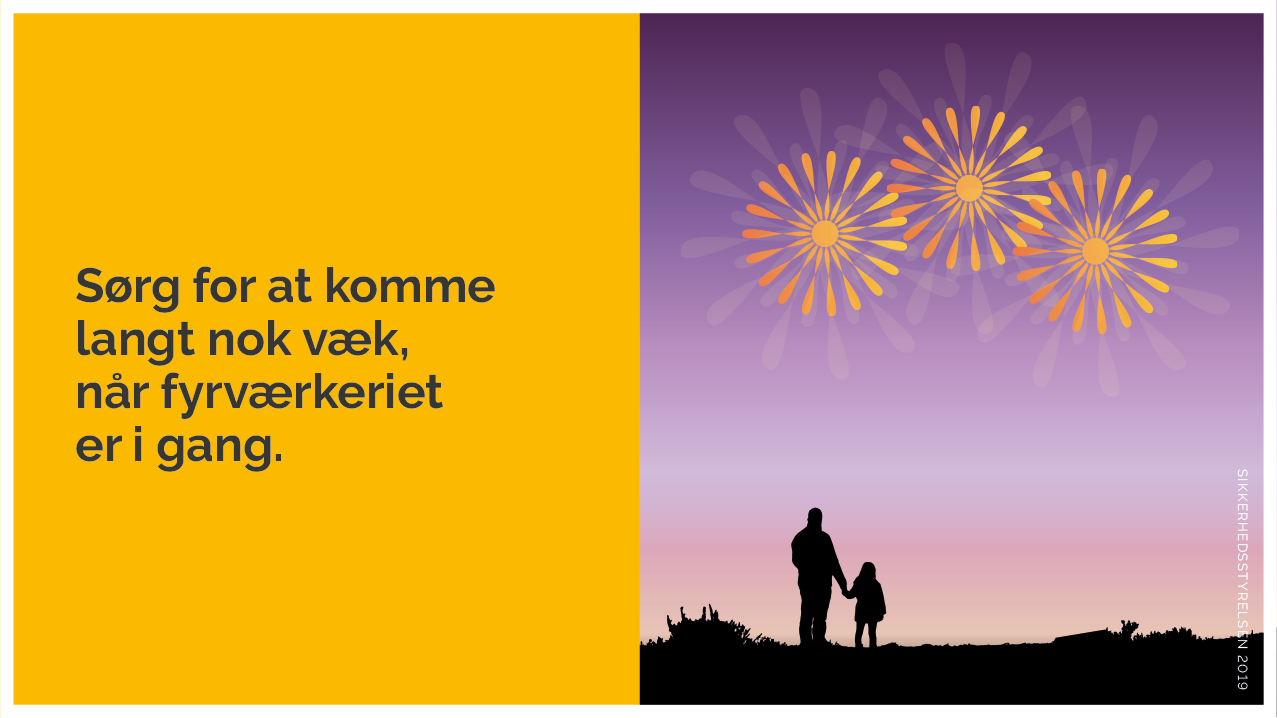 Sørg for at komme
langt nok væk,
når fyrværkeriet
er i gang.
SIKKERHEDSSTYRELSEN 2019